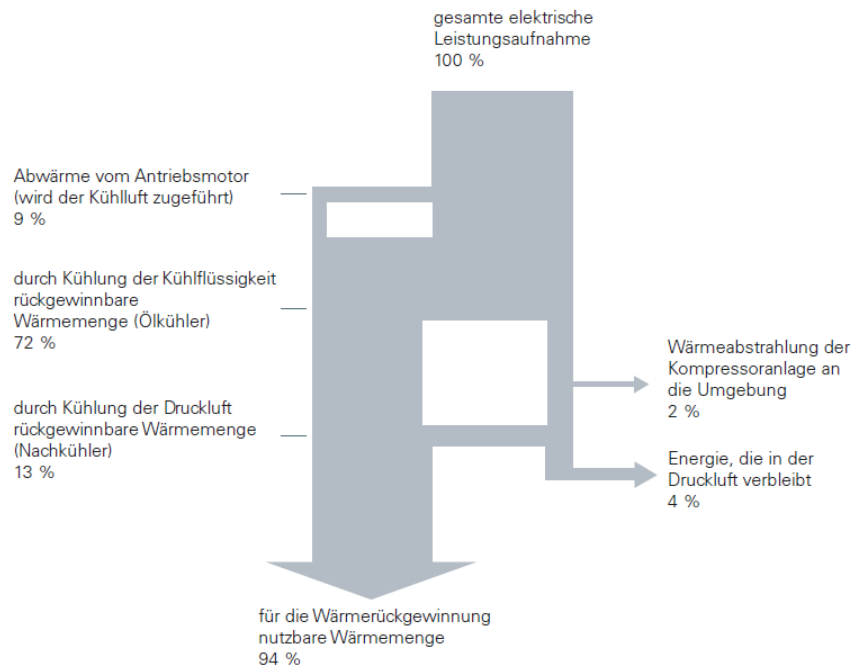 gesamte elektrische
Leistungsaufnahme
100 %
Abwärme vom Antriebsmotor
(wird der Kühlluft zugeführt)
9 %
durch Kühlung der Kühlflüssigkeit
rückgewinnbare
Wärmemenge (Ölkühler)
72 %
Wärmeabstrahlung der
Kompressoranlage an
die Umgebung
2 %
durch Kühlung der Druckluft
rückgewinnbare Wärmemenge
(Nachkühler)
13 %
Energie, die in der
Druckluft verbleibt
4 %
für die Wärmerückgewinnung
nutzbare Wärmemenge
94 %